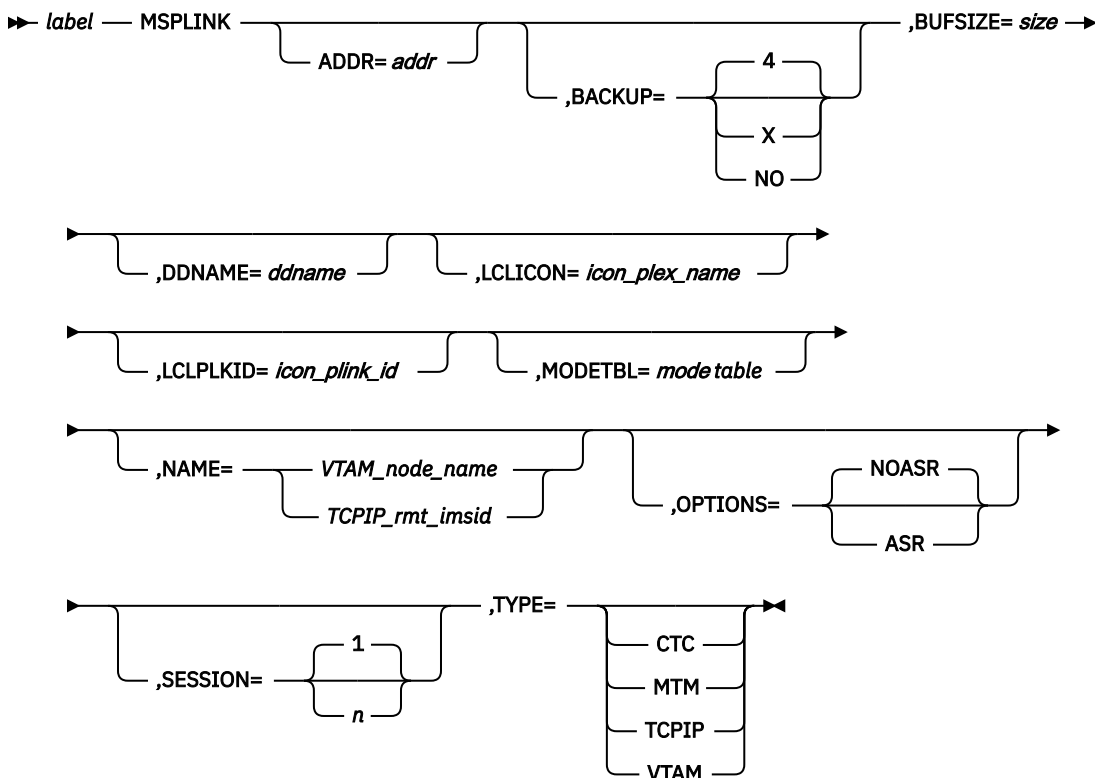 label MSPLINK ,BUFSIZE= size
ADDR= addr
,BACKUP= 4
X
NO
,DDNAME= ddname ,LCLICON= icon_plex_name
,LCLPLKID= icon_plink_id ,MODETBL= mode table
,NAME= VTAM_node_name
TCPIP_rmt_imsid
,OPTIONS= NOASR
ASR
,SESSION= 1
n
,TYPE=
CTC
MTM
TCPIP
VTAM